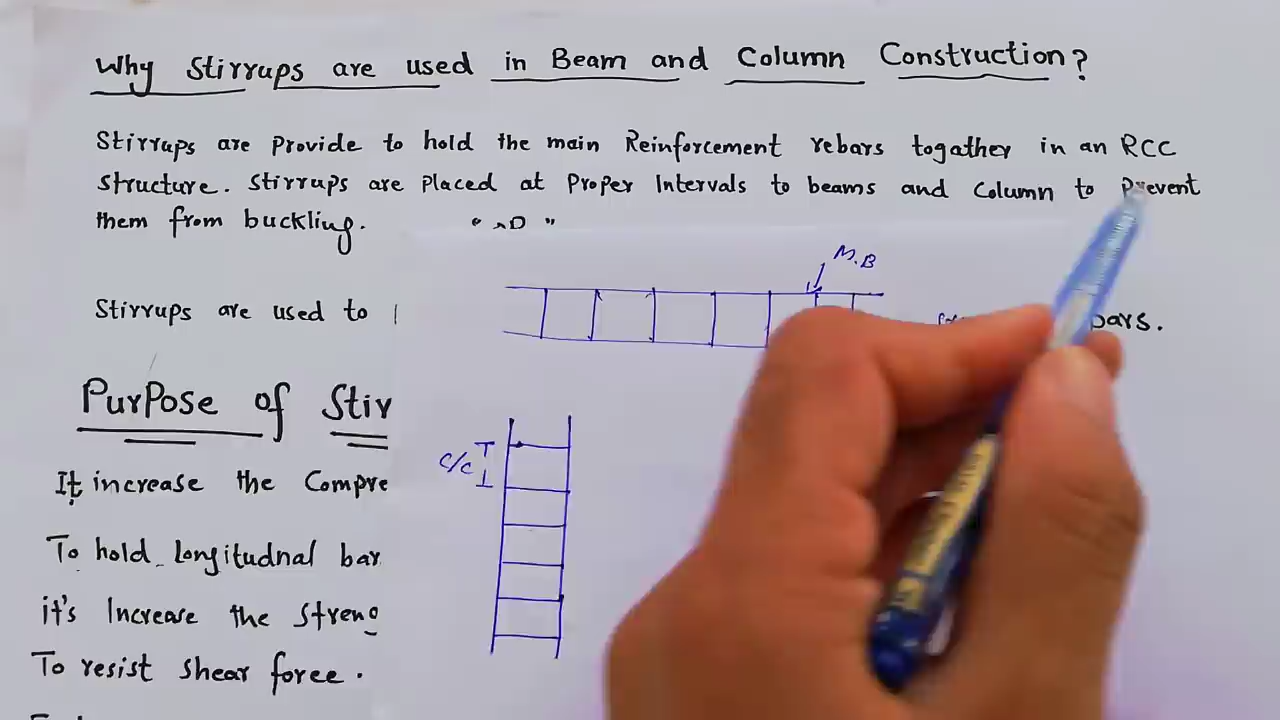 Why Stirrups are used in Beam and Column Construction?
Stirrups are Provide to hold the main Reinforcement rebars togather in an RCC
Structure. Stirrups are Placed at Proper Intervals to beams and Column to Prevent
them from buckling.
M.B
Stirrups are used to bars.
Purpose of Stir
It increase the Compre
C/C
To hold longitudnal bar
it's Increase the Streng
To resist Shear force.